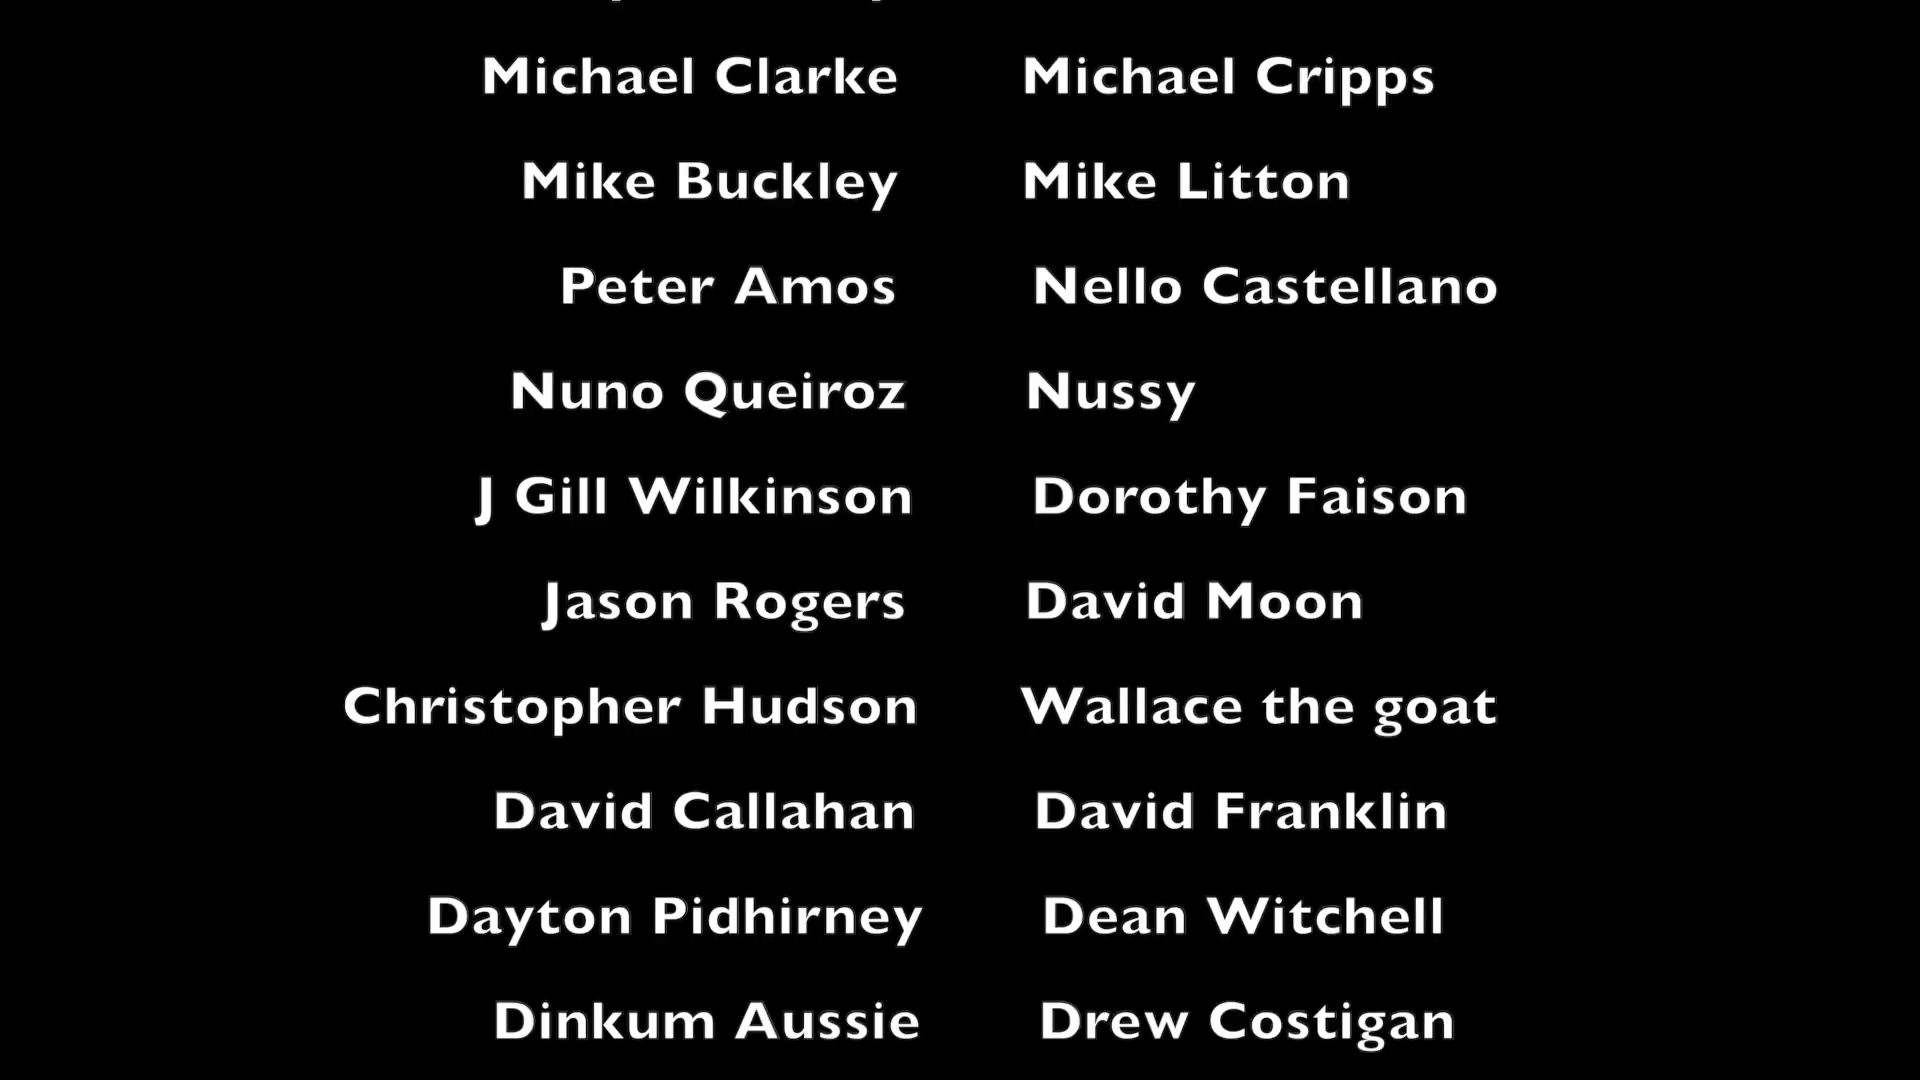 Michael Clarke Michael Cripps
Mike Buckley Mike Litton
Peter Amos Nello Castellano
Nuno Queiroz Nussy
J Gill Wilkinson Dorothy Faison
Jason Rogers David Moon
Christopher Hudson Wallace the goat
David Callahan David Franklin
Dayton Pidhirney Dean Witchell
Dinkum Aussie Drew Costigan